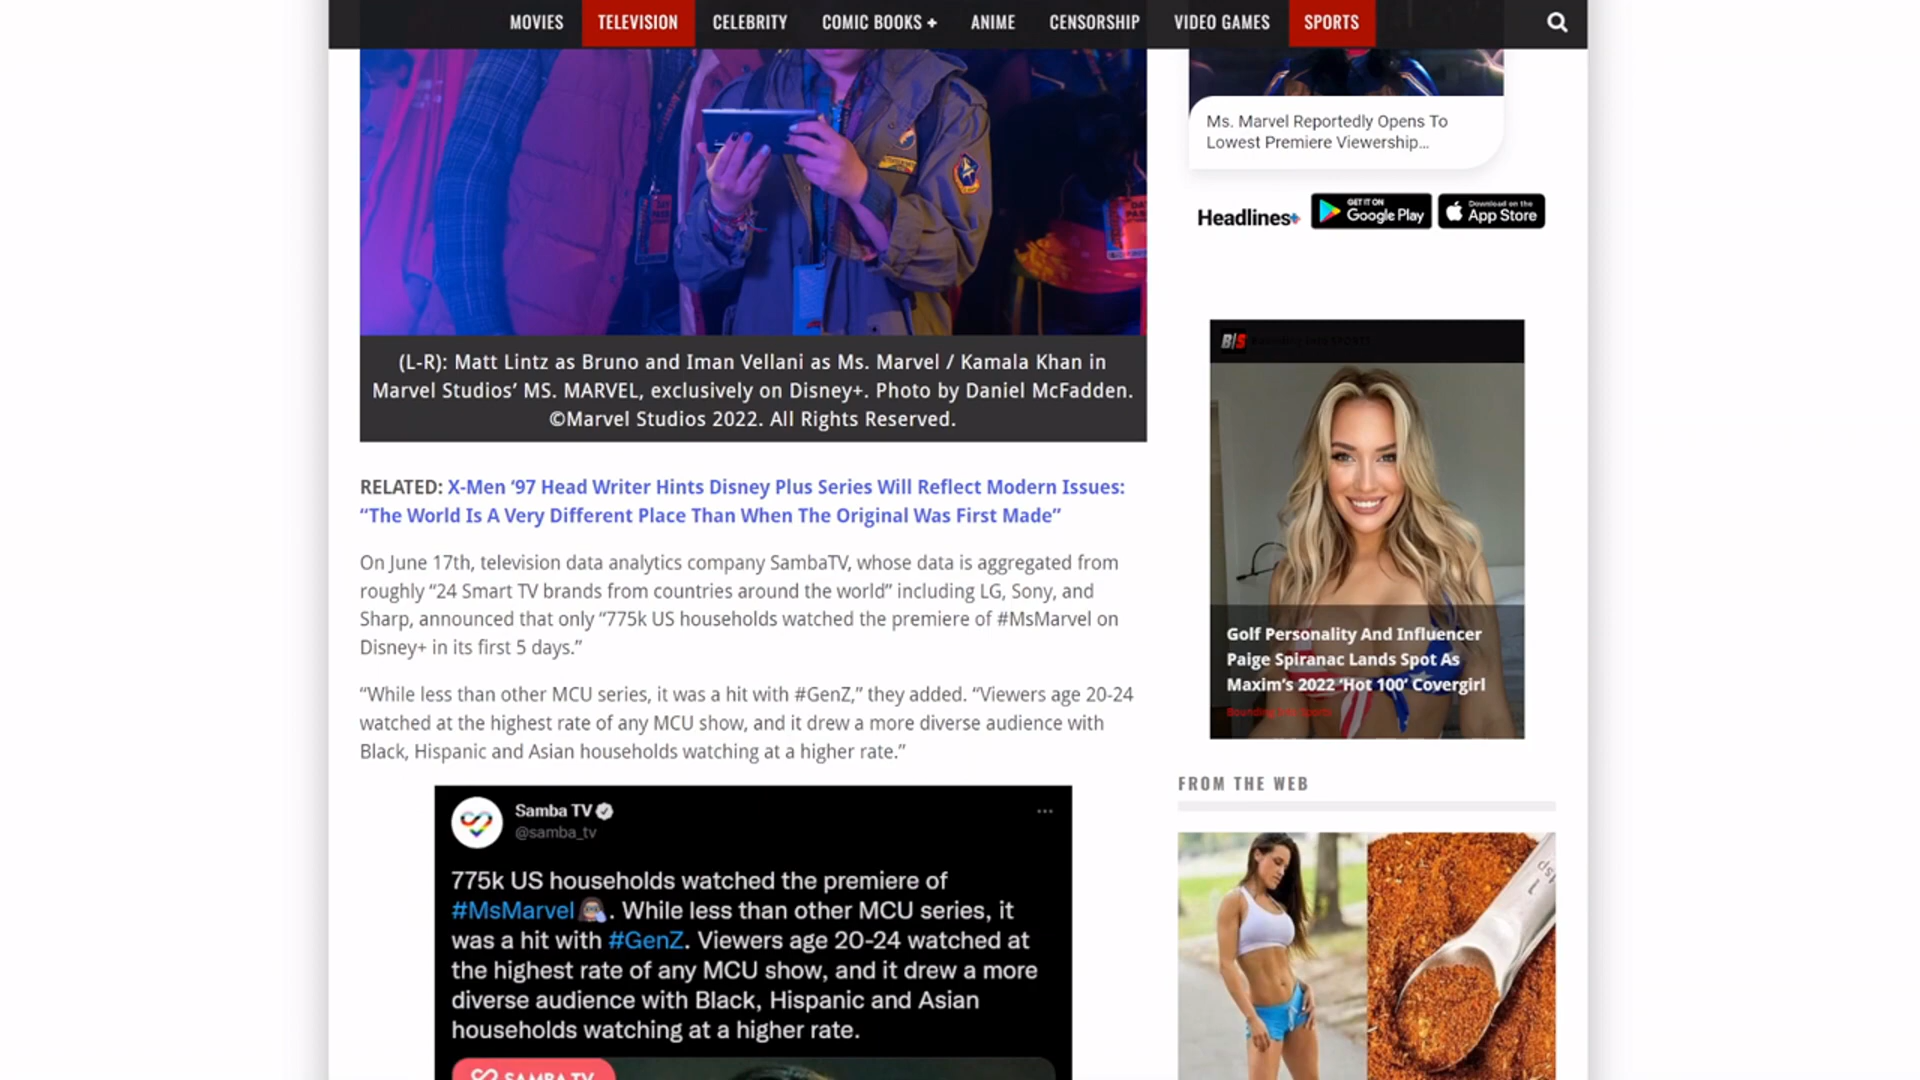 MOVIES TELEVISION CELEBRITY COMIC BOOKS + ANIME CENSORSHIP VIDEO GAMES SPORTS
(L-R): Matt Lintz as Bruno and Iman Vellani as Ms. Marvel / Kamala Khan in
Marvel Studios’ MS. MARVEL, exclusively on Disney+. Photo by Daniel McFadden.
©Marvel Studios 2022. All Rights Reserved.
RELATED: X-Men ‘97 Head Writer Hints Disney Plus Series Will Reflect Modern Issues:
“The World Is A Very Different Place Than When The Original Was First Made”
On June 17th, television data analytics company SambaTV, whose data is aggregated from
roughly “24 Smart TV brands from countries around the world” including LG, Sony, and
Sharp, announced that only “775k US households watched the premiere of #MsMarvel on
Disney+ in its first 5 days.”
“While less than other MCU series, it was a hit with #GenZ,” they added. “Viewers age 20-24
watched at the highest rate of any MCU show, and it drew a more diverse audience with
Black, Hispanic and Asian households watching at a higher rate.”
Samba TV
@samba_tv
775k US households watched the premiere of
#MsMarvel. While less than other MCU series, it
was a hit with #GenZ. Viewers age 20-24 watched at
the highest rate of any MCU show, and it drew a more
diverse audience with Black, Hispanic and Asian
households watching at a higher rate.
SAMBA TV
Ms. Marvel Reportedly Opens To
Lowest Premiere Viewership...
Headlines
GET IT ON
Google Play
Download on the
App Store
B|S
Golf Personality And Influencer
Paige Spiranac Lands Spot As
Maxim’s 2022 ‘Hot 100’ Covergirl
FROM THE WEB